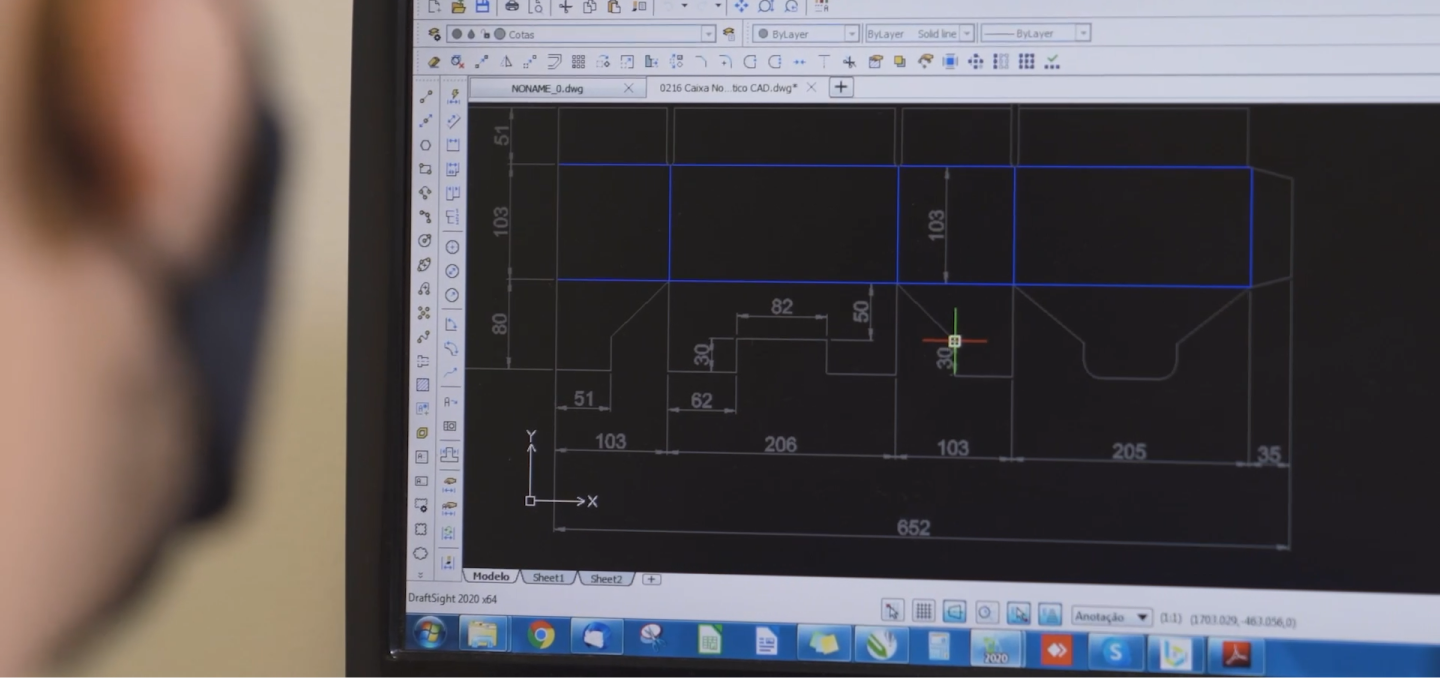 Cotas
ByLayer
ByLayer Solid line
ByLayer
NONAME_0.dwg
0216 Caixa No...tico CAD.dwg*
51
103
103
80
82
50
30
30
51
62
103
206
103
205
35
652
Y
X
Modelo
Sheet1
Sheet2
DraftSight 2020 x64
Anotação
(1:1)
(1703.029, -463.056,0)
2020
S
b